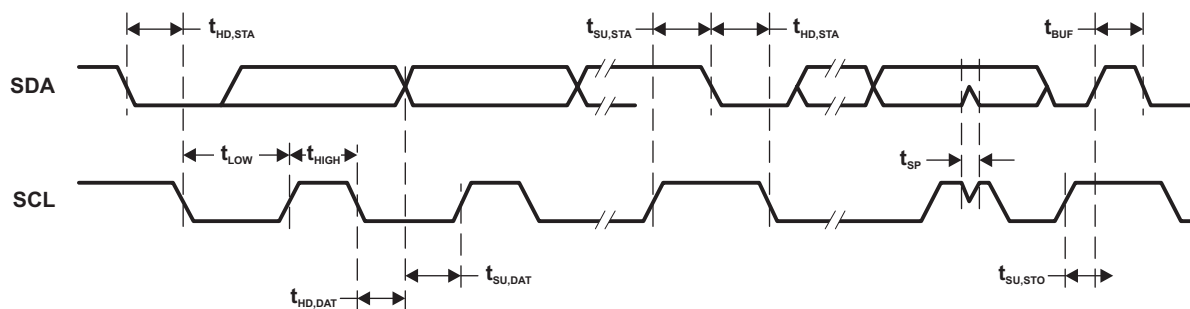 tHD,STA
tSU,STA
tHD,STA
tBUF
SDA
tLOW
tHIGH
tSP
SCL
tSU,DAT
tSU,STO
tHD,DAT